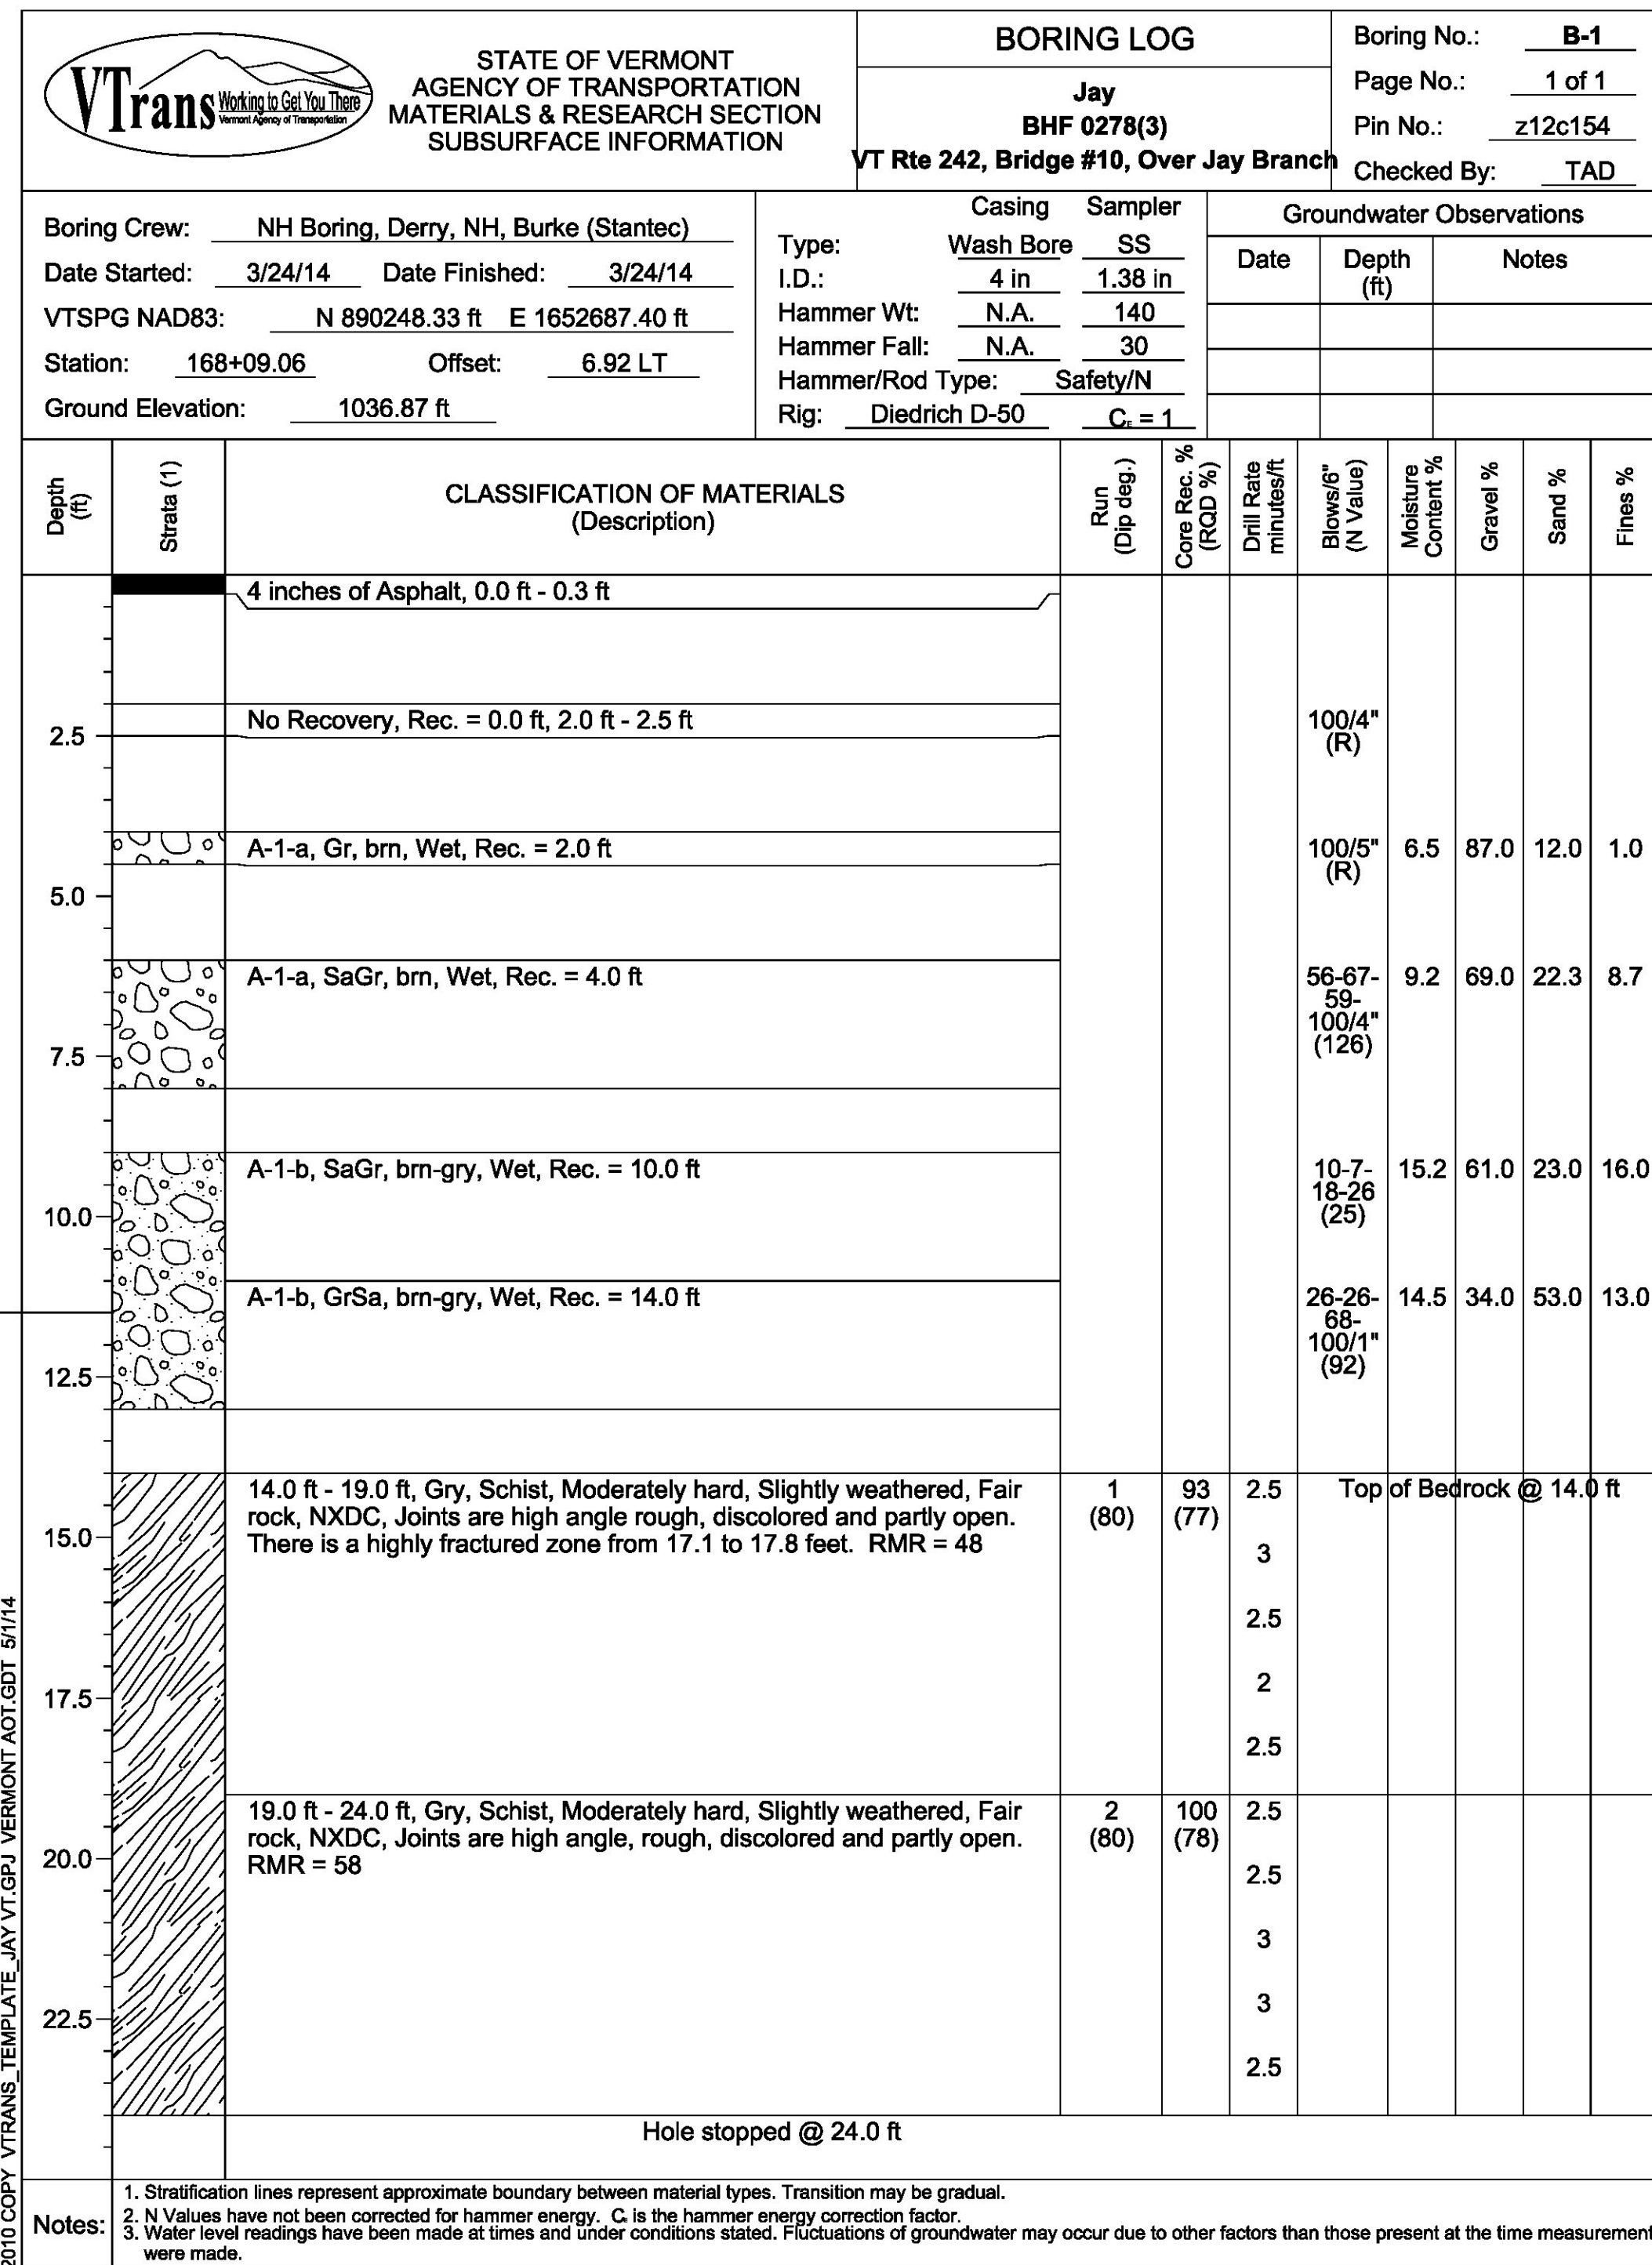 VTrans Working to Get You There
Vermont Agency of Transportation
STATE OF VERMONT
AGENCY OF TRANSPORTATION
MATERIALS & RESEARCH SECTION
SUBSURFACE INFORMATION
BORING LOG
Jay
BHF 0278(3)
VT Rte 242, Bridge #10, Over Jay Branch
Boring No.: B-1
Page No.: 1 of 1
Pin No.: z12c154
Checked By: TAD
Boring Crew: NH Boring, Derry, NH, Burke (Stantec)
Date Started: 3/24/14 Date Finished: 3/24/14
VTSPG NAD83: N 890248.33 ft E 1652687.40 ft
Station: 168+09.06 Offset: 6.92 LT
Ground Elevation: 1036.87 ft
Casing Sampler
Type: Wash Bore SS
I.D.: 4 in 1.38 in
Hammer Wt: N.A. 140
Hammer Fall: N.A. 30
Hammer/Rod Type: Safety/N
Rig: Diedrich D-50 CE = 1
Groundwater Observations
Date Depth (ft) Notes
Depth (ft)
Strata (1)
CLASSIFICATION OF MATERIALS
(Description)
Run (Dip deg.)
Core Rec. % (RQD %)
Drill Rate minutes/ft
Blows/6" (N Value)
Moisture Content %
Gravel %
Sand %
Fines %
4 inches of Asphalt, 0.0 ft - 0.3 ft
No Recovery, Rec. = 0.0 ft, 2.0 ft - 2.5 ft 100/4"
(R)
2.5
A-1-a, Gr, brn, Wet, Rec. = 2.0 ft 100/5" 6.5 87.0 12.0 1.0
(R)
5.0
A-1-a, SaGr, brn, Wet, Rec. = 4.0 ft 56-67- 9.2 69.0 22.3 8.7
59-
100/4"
(126)
7.5
A-1-b, SaGr, brn-gry, Wet, Rec. = 10.0 ft 10-7- 15.2 61.0 23.0 16.0
18-26
(25)
10.0
A-1-b, GrSa, brn-gry, Wet, Rec. = 14.0 ft 26-26- 14.5 34.0 53.0 13.0
68-
100/1"
(92)
12.5
14.0 ft - 19.0 ft, Gry, Schist, Moderately hard, Slightly weathered, Fair 1 93 2.5 Top of Bedrock @ 14.0 ft
rock, NXDC, Joints are high angle rough, discolored and partly open. (80) (77)
There is a highly fractured zone from 17.1 to 17.8 feet. RMR = 48
15.0
3
2.5
2
17.5
2.5
19.0 ft - 24.0 ft, Gry, Schist, Moderately hard, Slightly weathered, Fair 2 100 2.5
rock, NXDC, Joints are high angle, rough, discolored and partly open. (80) (78)
RMR = 58
20.0
2.5
3
3
22.5
2.5
Hole stopped @ 24.0 ft
Notes:
1. Stratification lines represent approximate boundary between material types. Transition may be gradual.
2. N Values have not been corrected for hammer energy. CE is the hammer energy correction factor.
3. Water level readings have been made at times and under conditions stated. Fluctuations of groundwater may occur due to other factors than those present at the time measurement
were made.
2010 COPY VTRANS_TEMPLATE_JAY VT.GPJ VERMONT AOT.GDT 5/1/14